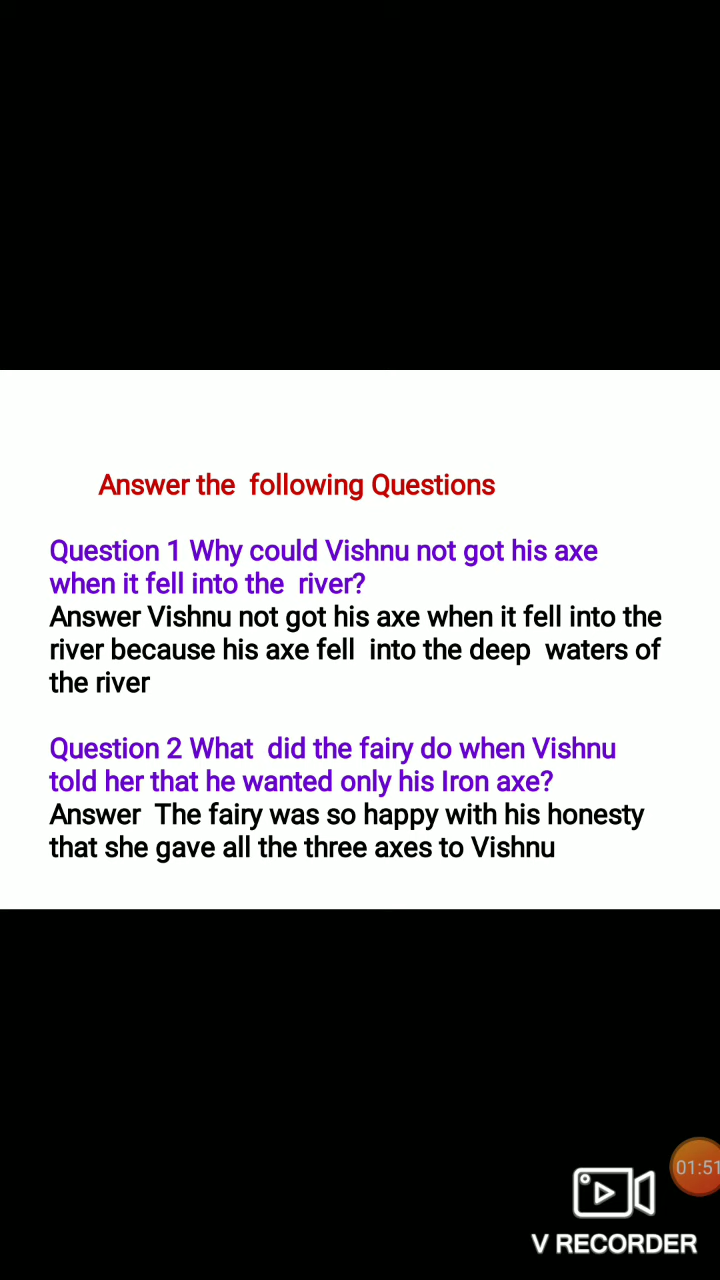 Answer the following Questions
Question 1 Why could Vishnu not got his axe
when it fell into the river?
Answer Vishnu not got his axe when it fell into the
river because his axe fell into the deep waters of
the river
Question 2 What did the fairy do when Vishnu
told her that he wanted only his Iron axe?
Answer The fairy was so happy with his honesty
that she gave all the three axes to Vishnu
01:51
V RECORDER